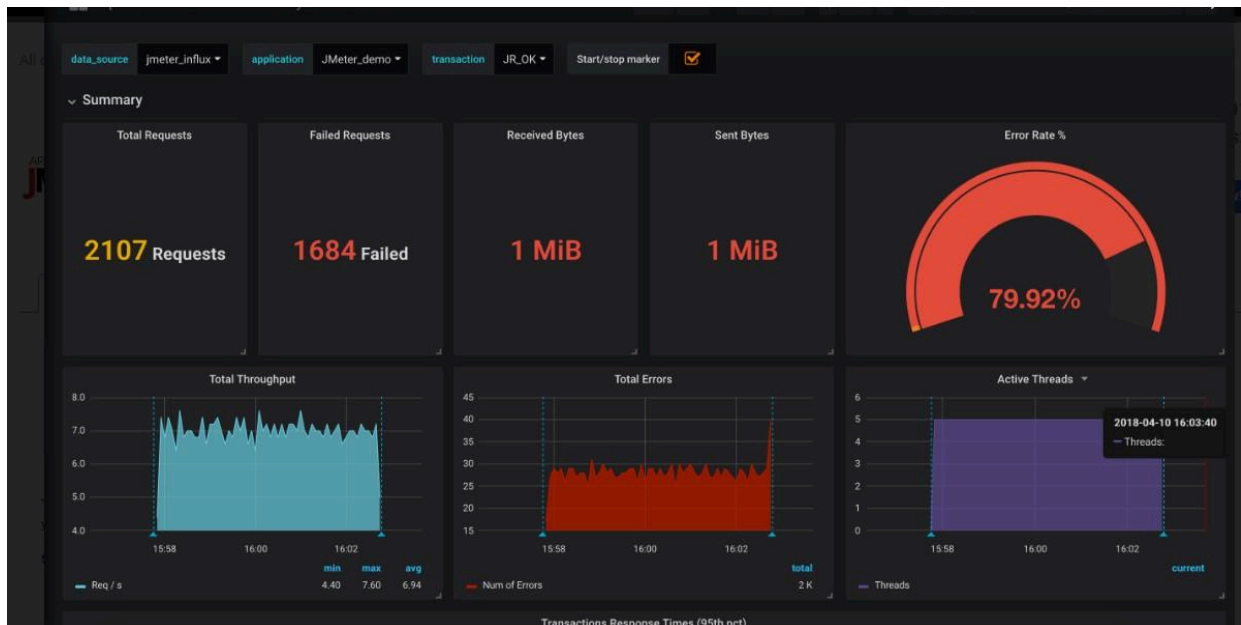 data_source jmeter_influx application JMeter_demo transaction JR_OK Start/stop marker
Summary
Total Requests
2107 Requests
Failed Requests
1684 Failed
Received Bytes
1 MiB
Sent Bytes
1 MiB
Error Rate %
79.92%
Total Throughput
8.0
7.0
6.0
5.0
4.0
15:58 16:00 16:02
min max avg
Req / s 4.40 7.60 6.94
Total Errors
45
40
35
30
25
20
15
15:58 16:00 16:02
total
Num of Errors 2 K
Active Threads
6
5
4
3
2
1
0
2018-04-10 16:03:40
Threads:
15:58 16:00 16:02
current
Threads
Transactions Response Times (95th pct)